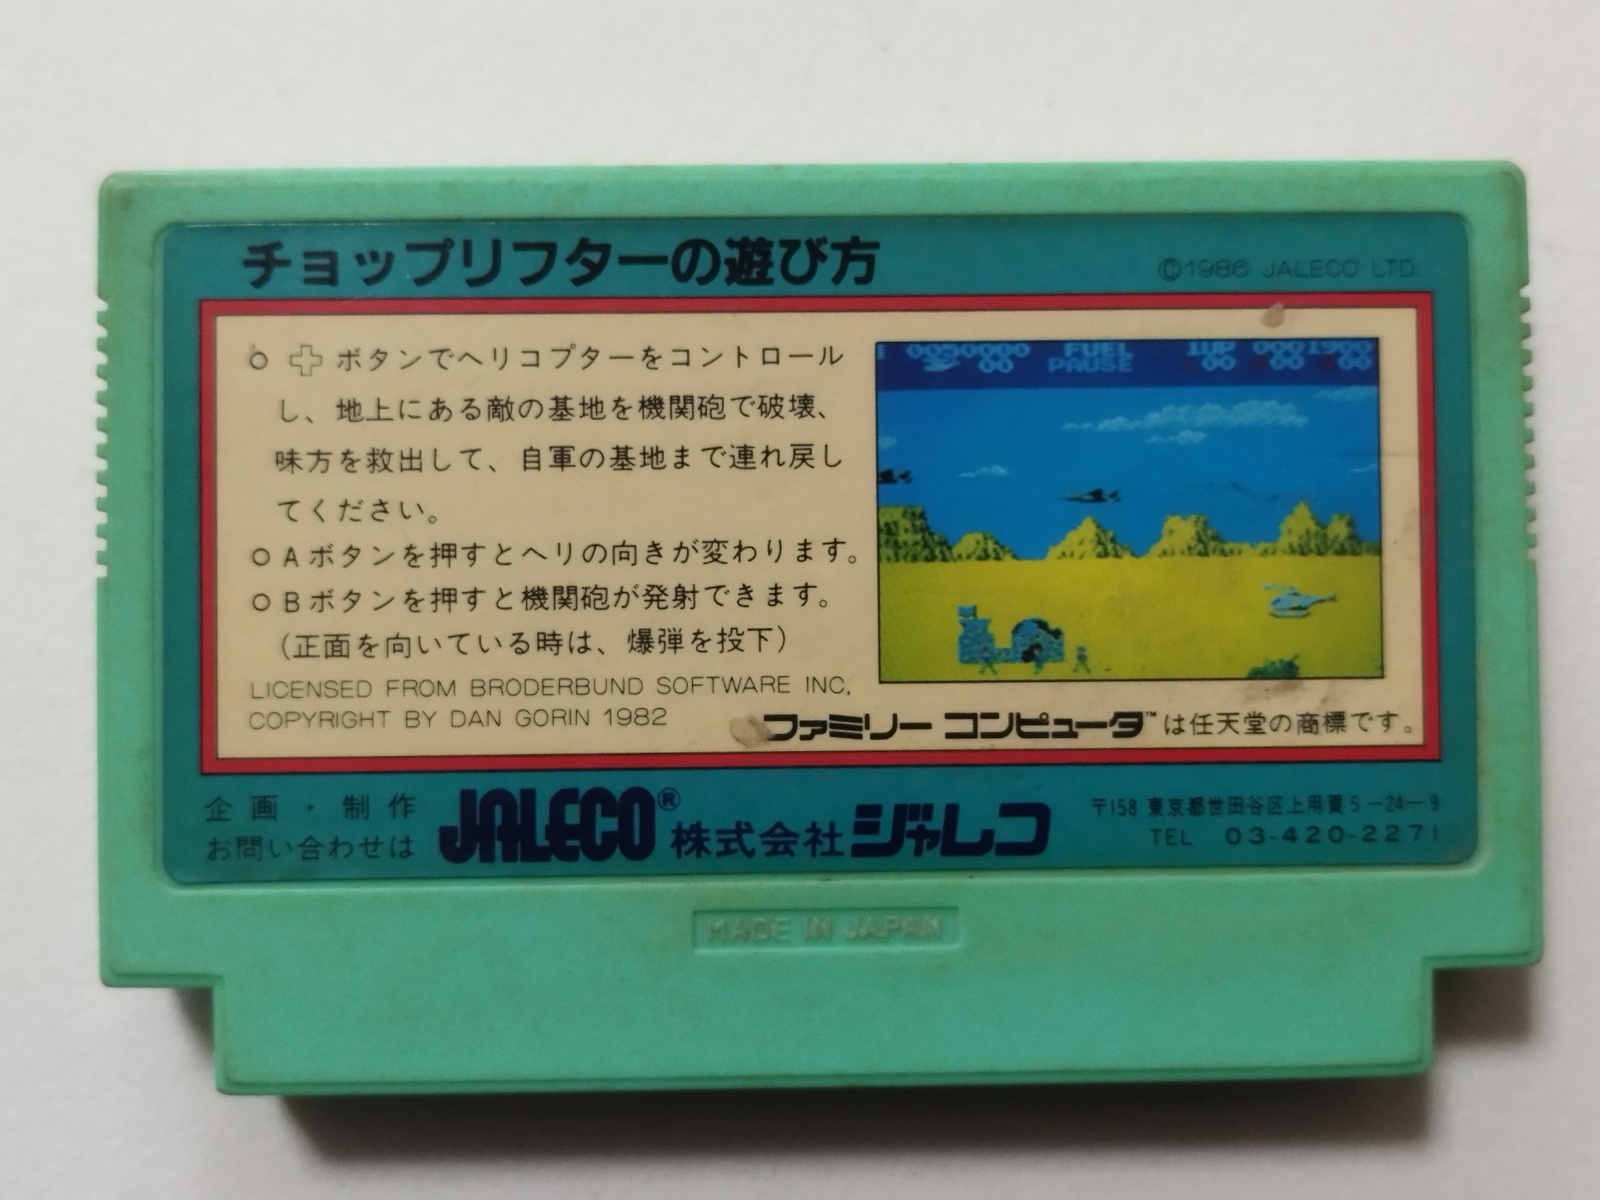 チョップリフターの遊び方
©1986 JALECO LTD.
○ ✚ ボタンでヘリコプターをコントロール
し、地上にある敵の基地を機関砲で破壊、
味方を救出して、自軍の基地まで連れ戻し
てください。
○ A ボタンを押すとヘリの向きが変わります。
○ B ボタンを押すと機関砲が発射できます。
(正面を向いている時は、爆弾を投下)
LICENSED FROM BRODERBUND SOFTWARE INC,
COPYRIGHT BY DAN GORIN 1982
FUEL 1UP
00 PAUSE 00 00 00
ファミリー コンピュータ™は任天堂の商標です。
企画・制作
お問い合わせは
JALECO® 株式会社ジャレコ
〒158 東京都世田谷区上用賀5-24-9
TEL 03-420-2271
MADE IN JAPAN